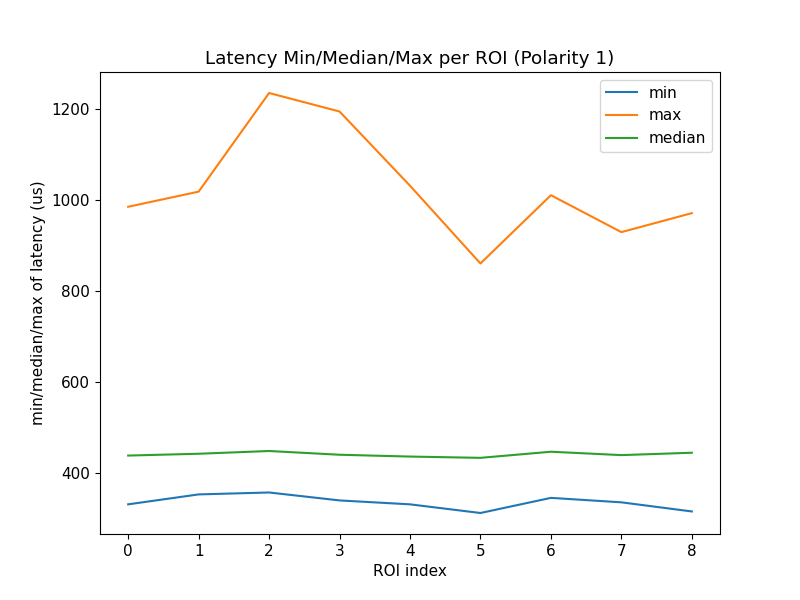 Latency Min/Median/Max per ROI (Polarity 1)
min
max
median
min/median/max of latency (us)
1200
1000
800
600
400
0 1 2 3 4 5 6 7 8
ROI index